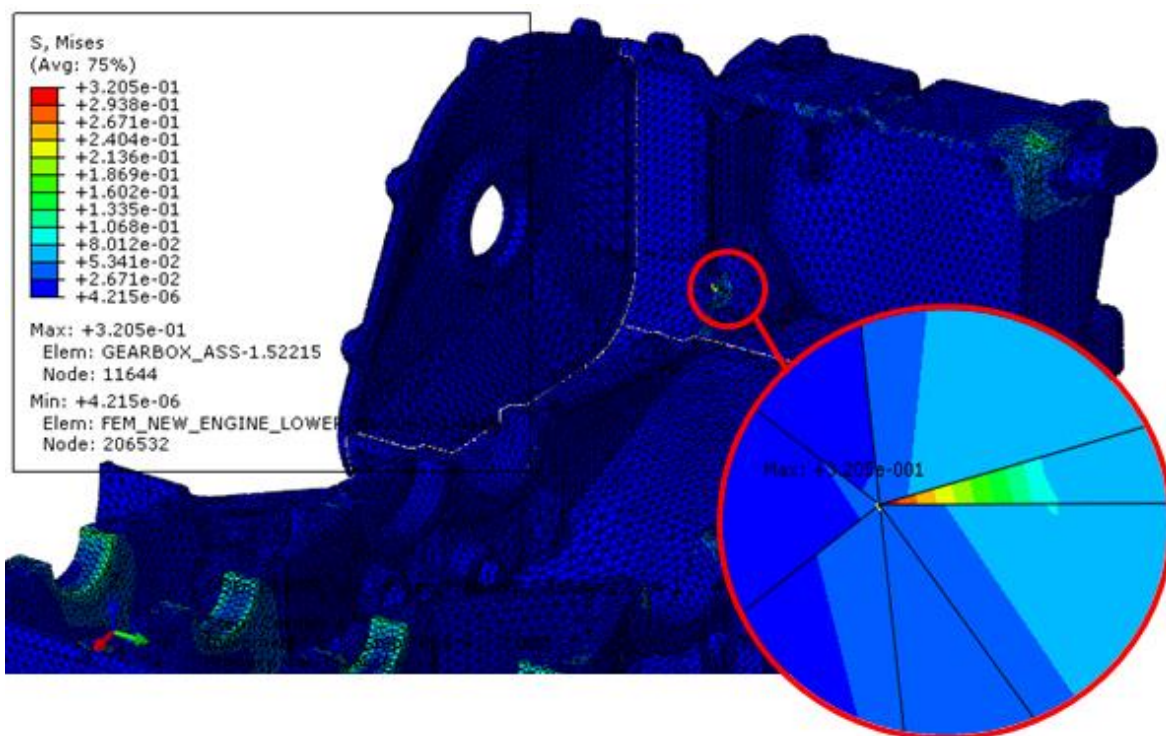 S, Mises
(Avg: 75%)
+3.205e-01
+2.938e-01
+2.671e-01
+2.404e-01
+2.136e-01
+1.869e-01
+1.602e-01
+1.335e-01
+1.068e-01
+8.012e-02
+5.341e-02
+2.671e-02
+4.215e-06
Max: +3.205e-01
Elem: GEARBOX_ASS-1.52215
Node: 11644
Min: +4.215e-06
Elem: FEM_NEW_ENGINE_LOWER
Node: 206532
Max: +3.205e-001